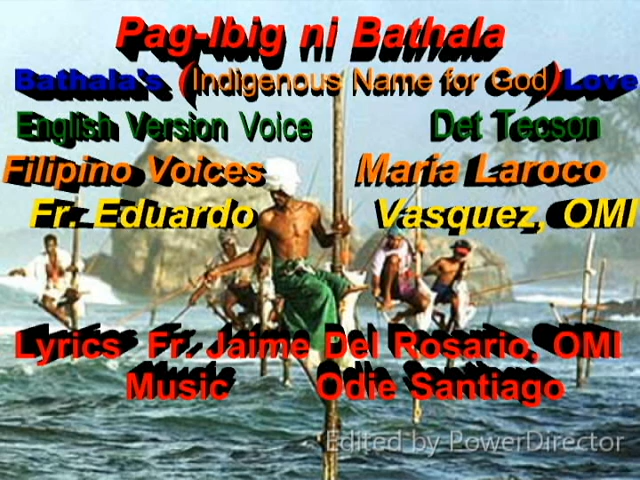 Pag-Ibig ni Bathala
Bathala's (Indigenous Name for God)Love
English Version Voice Det Tecson
Filipino Voices Maria Laroco
Fr. Eduardo Vasquez, OMI
Lyrics Fr. Jaime Del Rosario, OMI
Music Odie Santiago
Edited by PowerDirector